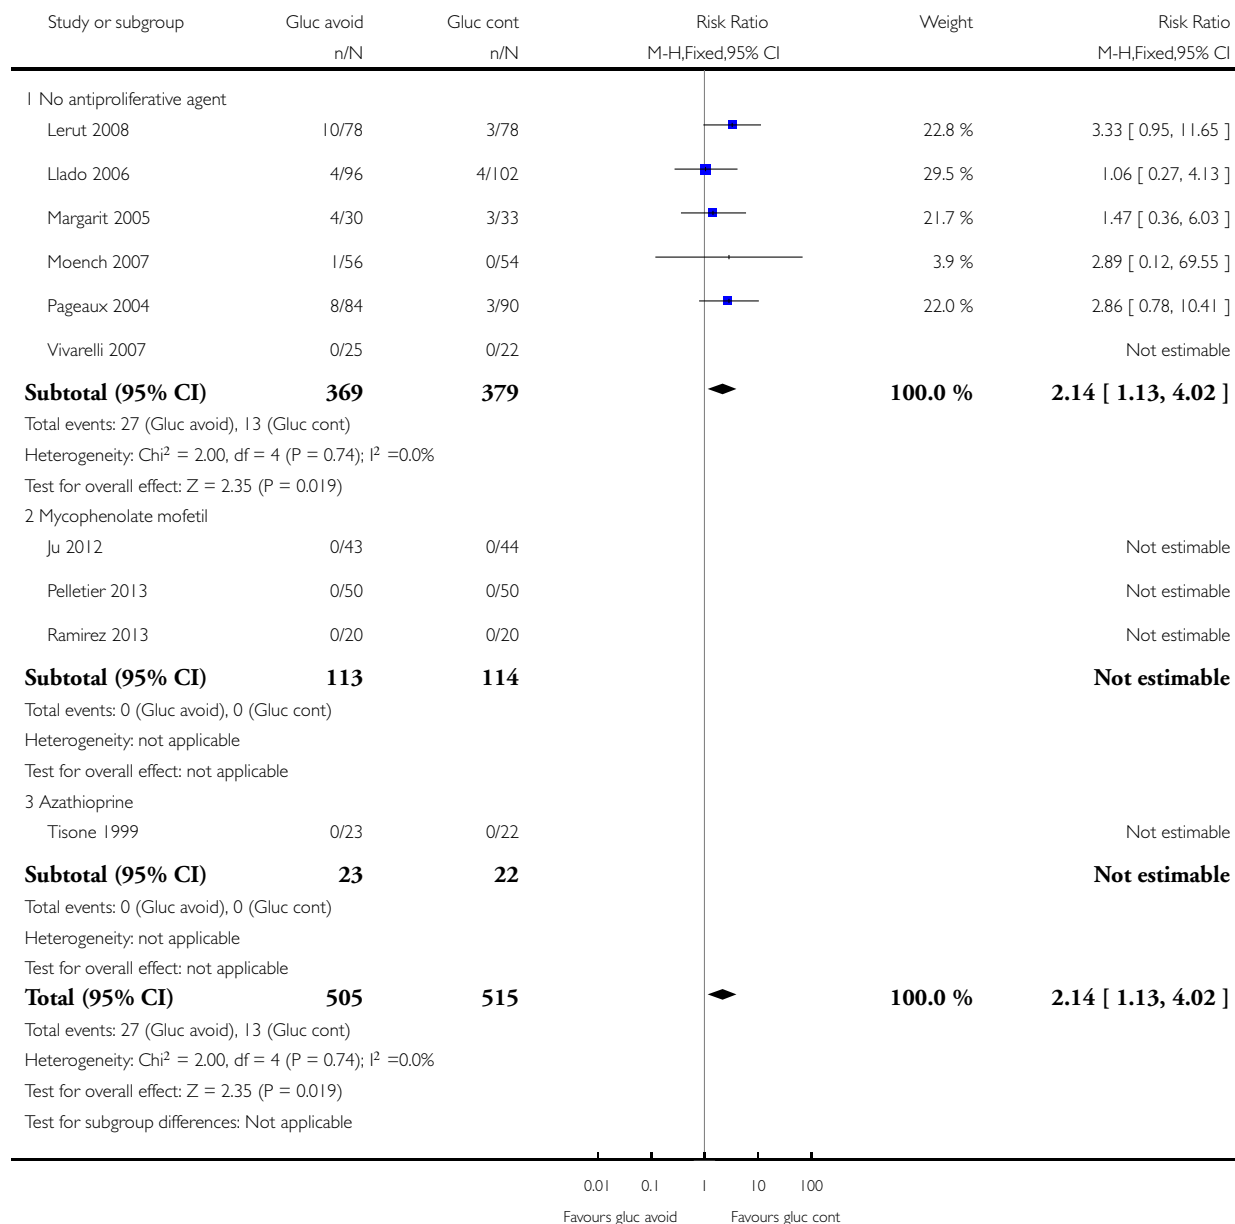 Study or subgroup Gluc avoid Gluc cont Risk Ratio Weight Risk Ratio
n/N n/N M-H,Fixed,95% CI M-H,Fixed,95% CI
1 No antiproliferative agent
Lerut 2008 10/78 3/78 22.8 % 3.33 [ 0.95, 11.65 ]
Llado 2006 4/96 4/102 29.5 % 1.06 [ 0.27, 4.13 ]
Margarit 2005 4/30 3/33 21.7 % 1.47 [ 0.36, 6.03 ]
Moench 2007 1/56 0/54 3.9 % 2.89 [ 0.12, 69.55 ]
Pageaux 2004 8/84 3/90 22.0 % 2.86 [ 0.78, 10.41 ]
Vivarelli 2007 0/25 0/22 Not estimable
Subtotal (95% CI) 369 379 100.0 % 2.14 [ 1.13, 4.02 ]
Total events: 27 (Gluc avoid), 13 (Gluc cont)
Heterogeneity: Chi² = 2.00, df = 4 (P = 0.74); I² =0.0%
Test for overall effect: Z = 2.35 (P = 0.019)
2 Mycophenolate mofetil
Ju 2012 0/43 0/44 Not estimable
Pelletier 2013 0/50 0/50 Not estimable
Ramirez 2013 0/20 0/20 Not estimable
Subtotal (95% CI) 113 114 Not estimable
Total events: 0 (Gluc avoid), 0 (Gluc cont)
Heterogeneity: not applicable
Test for overall effect: not applicable
3 Azathioprine
Tisone 1999 0/23 0/22 Not estimable
Subtotal (95% CI) 23 22 Not estimable
Total events: 0 (Gluc avoid), 0 (Gluc cont)
Heterogeneity: not applicable
Test for overall effect: not applicable
Total (95% CI) 505 515 100.0 % 2.14 [ 1.13, 4.02 ]
Total events: 27 (Gluc avoid), 13 (Gluc cont)
Heterogeneity: Chi² = 2.00, df = 4 (P = 0.74); I² =0.0%
Test for overall effect: Z = 2.35 (P = 0.019)
Test for subgroup differences: Not applicable
0.01 0.1 1 10 100
Favours gluc avoid Favours gluc cont